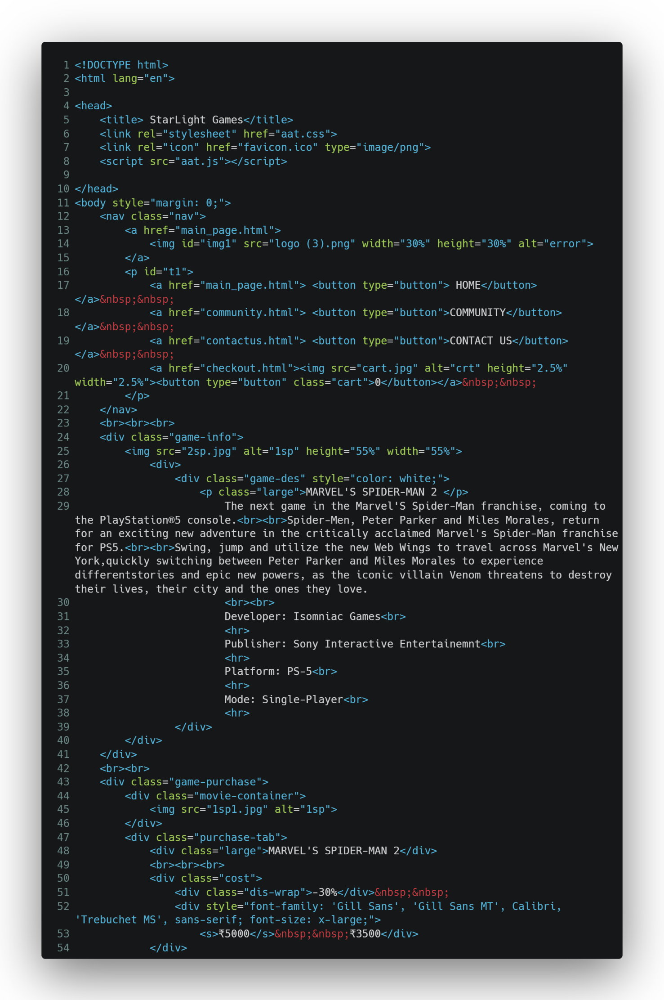 1 <!DOCTYPE html>
2 <html lang="en">
3
4 <head>
5     <title> StarLight Games</title>
6     <link rel="stylesheet" href="aat.css">
7     <link rel="icon" href="favicon.ico" type="image/png">
8     <script src="aat.js"></script>
9
10 </head>
11 <body style="margin: 0;">
12     <nav class="nav">
13         <a href="main_page.html">
14             <img id="img1" src="logo (3).png" width="30%" height="30%" alt="error">
15         </a>
16         <p id="t1">
17             <a href="main_page.html"> <button type="button"> HOME</button>
</a>&nbsp;&nbsp;
18             <a href="community.html"> <button type="button">COMMUNITY</button>
</a>&nbsp;&nbsp;
19             <a href="contactus.html"> <button type="button">CONTACT US</button>
</a>&nbsp;&nbsp;
20             <a href="checkout.html"><img src="cart.jpg" alt="crt" height="2.5%"
width="2.5%"><button type="button" class="cart">0</button></a>&nbsp;&nbsp;
21         </p>
22     </nav>
23     <br><br><br>
24     <div class="game-info">
25         <img src="2sp.jpg" alt="1sp" height="55%" width="55%">
26             <div>
27                 <div class="game-des" style="color: white;">
28                     <p class="large">MARVEL'S SPIDER-MAN 2 </p>
29                         The next game in the Marvel'S Spider-Man franchise, coming to
the PlayStation®5 console.<br><br>Spider-Men, Peter Parker and Miles Morales, return
for an exciting new adventure in the critically acclaimed Marvel's Spider-Man franchise
for PS5.<br><br>Swing, jump and utilize the new Web Wings to travel across Marvel's New
York,quickly switching between Peter Parker and Miles Morales to experience
differentstories and epic new powers, as the iconic villain Venom threatens to destroy
their lives, their city and the ones they love.
30                         <br><br>
31                         Developer: Isomniac Games<br>
32                         <hr>
33                         Publisher: Sony Interactive Entertainemnt<br>
34                         <hr>
35                         Platform: PS-5<br>
36                         <hr>
37                         Mode: Single-Player<br>
38                         <hr>
39                 </div>
40         </div>
41     </div>
42     <br><br>
43     <div class="game-purchase">
44         <div class="movie-container">
45             <img src="1sp1.jpg" alt="1sp">
46         </div>
47         <div class="purchase-tab">
48             <div class="large">MARVEL'S SPIDER-MAN 2</div>
49             <br><br><br>
50             <div class="cost">
51                 <div class="dis-wrap">-30%</div>&nbsp;&nbsp;
52                 <div style="font-family: 'Gill Sans', 'Gill Sans MT', Calibri,
'Trebuchet MS', sans-serif; font-size: x-large;">
53                     <s>₹5000</s>&nbsp;&nbsp;₹3500</div>
54             </div>